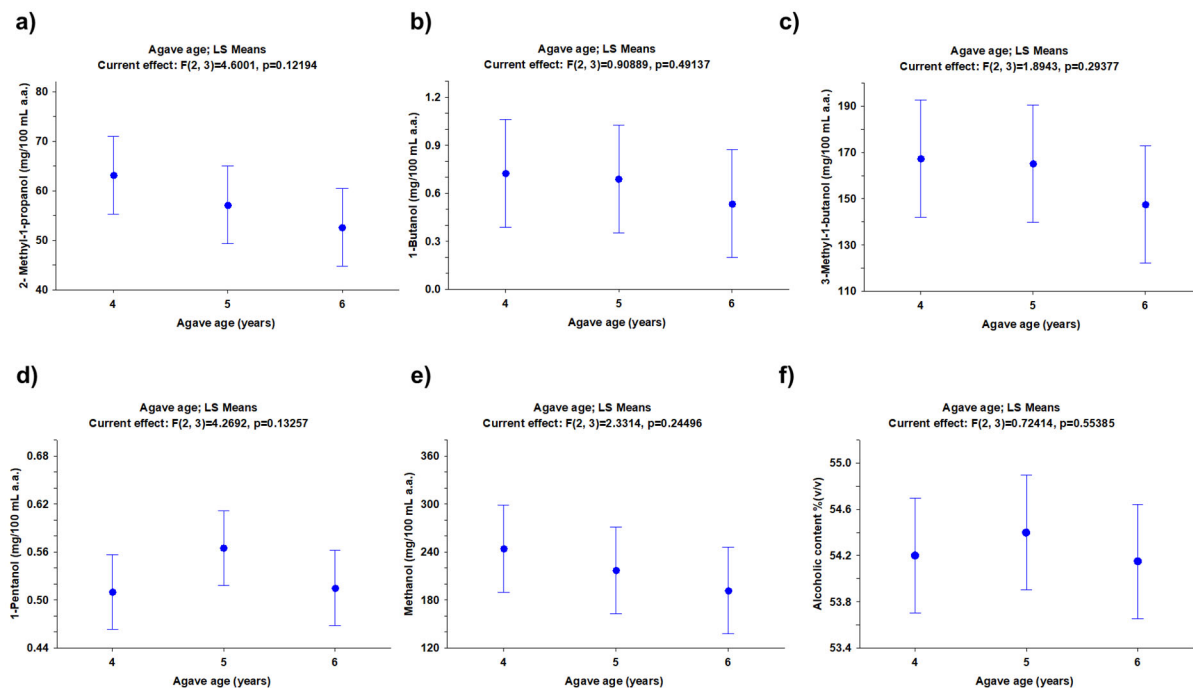 a)
Agave age; LS Means
Current effect: F(2, 3)=4.6001, p=0.12194
2- Methyl-1-propanol (mg/100 mL a.a.)
80
70
60
50
40
4 5 6
Agave age (years)
b)
Agave age; LS Means
Current effect: F(2, 3)=0.90889, p=0.49137
1-Butanol (mg/100 mL a.a.)
1.2
0.9
0.6
0.3
0.0
4 5 6
Agave age (years)
c)
Agave age; LS Means
Current effect: F(2, 3)=1.8943, p=0.29377
3-Methyl-1-butanol (mg/100 mL a.a.)
190
170
150
130
110
4 5 6
Agave age (years)
d)
Agave age; LS Means
Current effect: F(2, 3)=4.2692, p=0.13257
1-Pentanol (mg/100 mL a.a.)
0.68
0.62
0.56
0.50
0.44
4 5 6
Agave age (years)
e)
Agave age; LS Means
Current effect: F(2, 3)=2.3314, p=0.24496
Methanol (mg/100 mL a.a.)
360
300
240
180
120
4 5 6
Agave age (years)
f)
Agave age; LS Means
Current effect: F(2, 3)=0.72414, p=0.55385
Alcoholic content %(v/v)
55.0
54.6
54.2
53.8
53.4
4 5 6
Agave age (years)